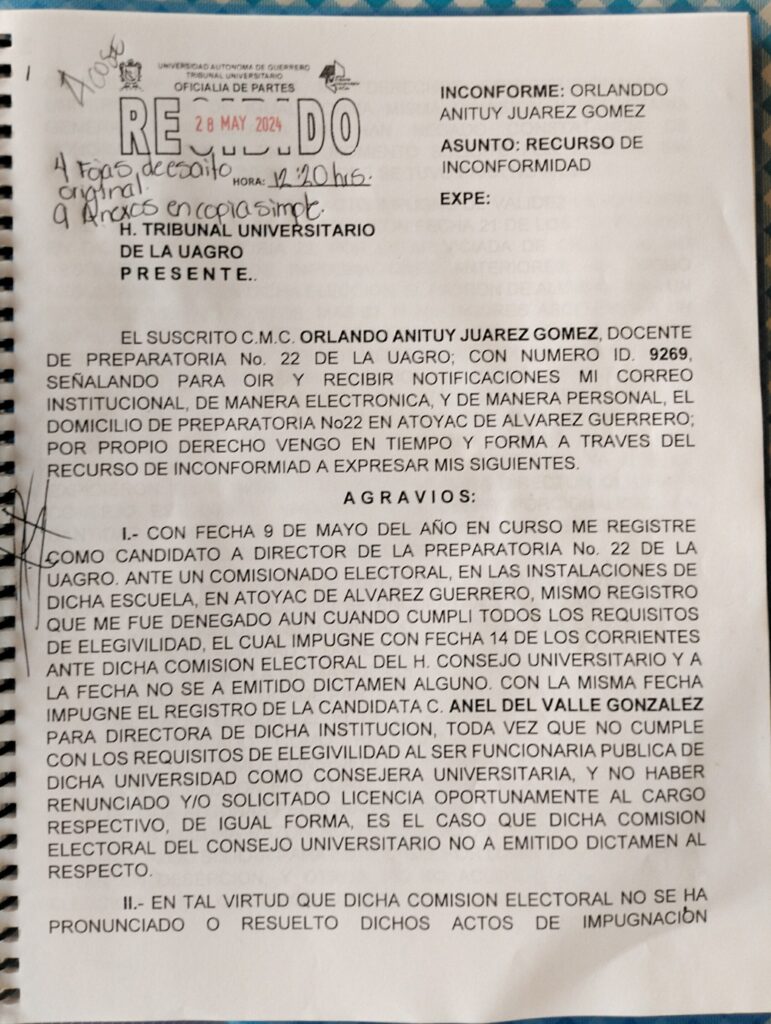 Acuse
UNIVERSIDAD AUTONOMA DE GUERRERO
TRIBUNAL UNIVERSITARIO
OFICIALIA DE PARTES
RECIBIDO
28 MAY 2024
4 Fojas de escrito
original.
HORA: 12:20 hrs.
9 Anexos en copia simple.
INCONFORME: ORLANDDO
ANITUY JUAREZ GOMEZ
ASUNTO: RECURSO DE
INCONFORMIDAD
EXPE:
H. TRIBUNAL UNIVERSITARIO
DE LA UAGRO
P R E S E N T E..
EL SUSCRITO C.M.C. ORLANDO ANITUY JUAREZ GOMEZ, DOCENTE
DE PREPARATORIA No. 22 DE LA UAGRO; CON NUMERO ID. 9269,
SEÑALANDO PARA OIR Y RECIBIR NOTIFICACIONES MI CORREO
INSTITUCIONAL, DE MANERA ELECTRONICA, Y DE MANERA PERSONAL, EL
DOMICILIO DE PREPARATORIA No22 EN ATOYAC DE ALVAREZ GUERRERO;
POR PROPIO DERECHO VENGO EN TIEMPO Y FORMA A TRAVES DEL
RECURSO DE INCONFORMIAD A EXPRESAR MIS SIGUIENTES.
A G R A V I O S:
I.- CON FECHA 9 DE MAYO DEL AÑO EN CURSO ME REGISTRE
COMO CANDIDATO A DIRECTOR DE LA PREPARATORIA No. 22 DE LA
UAGRO. ANTE UN COMISIONADO ELECTORAL, EN LAS INSTALACIONES DE
DICHA ESCUELA, EN ATOYAC DE ALVAREZ GUERRERO, MISMO REGISTRO
QUE ME FUE DENEGADO AUN CUANDO CUMPLI TODOS LOS REQUISITOS
DE ELEGIVILIDAD, EL CUAL IMPUGNE CON FECHA 14 DE LOS CORRIENTES
ANTE DICHA COMISION ELECTORAL DEL H. CONSEJO UNIVERSITARIO Y A
LA FECHA NO SE A EMITIDO DICTAMEN ALGUNO. CON LA MISMA FECHA
IMPUGNE EL REGISTRO DE LA CANDIDATA C. ANEL DEL VALLE GONZALEZ
PARA DIRECTORA DE DICHA INSTITUCION, TODA VEZ QUE NO CUMPLE
CON LOS REQUISITOS DE ELEGIVILIDAD AL SER FUNCIONARIA PUBLICA DE
DICHA UNIVERSIDAD COMO CONSEJERA UNIVERSITARIA, Y NO HABER
RENUNCIADO Y/O SOLICITADO LICENCIA OPORTUNAMENTE AL CARGO
RESPECTIVO, DE IGUAL FORMA, ES EL CASO QUE DICHA COMISION
ELECTORAL DEL CONSEJO UNIVERSITARIO NO A EMITIDO DICTAMEN AL
RESPECTO.
II.- EN TAL VIRTUD QUE DICHA COMISION ELECTORAL NO SE HA
PRONUNCIADO O RESUELTO DICHOS ACTOS DE IMPUGNACION